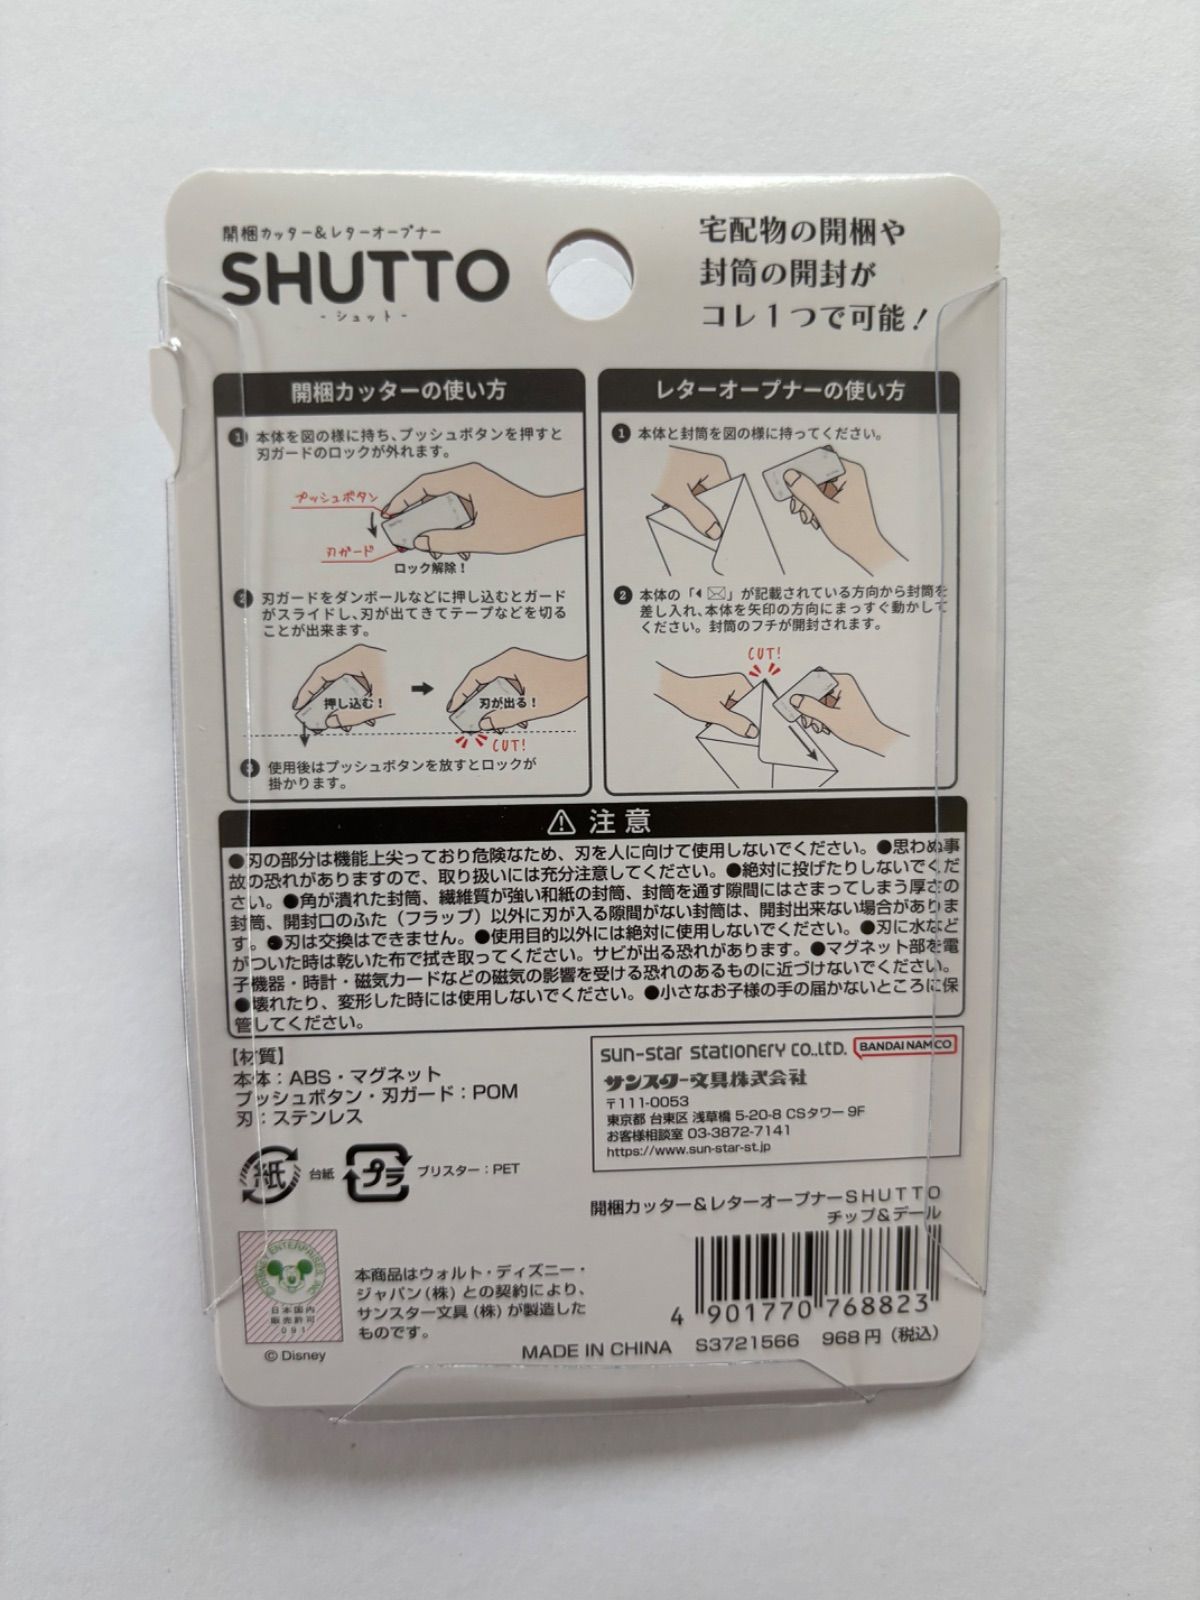 開梱カッター&レターオープナー
SHUTTO
- シュット -
宅配物の開梱や
封筒の開封が
コレ1つで可能!
開梱カッターの使い方
1 本体を図の様に持ち、プッシュボタンを押すと
刃ガードのロックが外れます。
プッシュボタン
刃ガード
ロック解除!
2 刃ガードをダンボールなどに押し込むとガード
がスライドし、刃が出てきてテープなどを切る
ことが出来ます。
押し込む!
刃が出る!
CUT!
3 使用後はプッシュボタンを放すとロックが
掛かります。
レターオープナーの使い方
1 本体と封筒を図の様に持ってください。
2 本体の「◀✉」が記載されている方向から封筒を
差し入れ、本体を矢印の方向にまっすぐ動かして
ください。封筒のフチが開封されます。
CUT!
⚠ 注意
●刃の部分は機能上尖っており危険なため、刃を人に向けて使用しないでください。●思わぬ事
故の恐れがありますので、取り扱いには充分注意してください。●絶対に投げたりしないでくだ
さい。●角が潰れた封筒、繊維質が強い和紙の封筒、封筒を通す隙間にはさまってしまう厚さの
封筒、開封口のふた（フラップ）以外に刃が入る隙間がない封筒は、開封出来ない場合がありま
す。●刃は交換はできません。●使用目的以外には絶対に使用しないでください。●刃に水など
がついた時は乾いた布で拭き取ってください。サビが出る恐れがあります。●マグネット部を電
子機器・時計・磁気カードなどの磁気の影響を受ける恐れのあるものに近づけないでください。
●壊れたり、変形した時には使用しないでください。●小さなお子様の手の届かないところに保
管してください。
【材質】
本体：ABS・マグネット
プッシュボタン・刃ガード：POM
刃：ステンレス
紙 台紙 プラ ブリスター：PET
sun-star stationery co.,ltd. BANDAI NAMCO
サンスター文具株式会社
〒111-0053
東京都 台東区 浅草橋 5-20-8 CSタワー 9F
お客様相談室 03-3872-7141
https://www.sun-star-st.jp
開梱カッター&レターオープナーSHUTTO
チップ&デール
4 901770 768823
S3721566 968円（税込）
DISNEY ENTERPRISES, INC.
日本国内
販売許可
091
© Disney
本商品はウォルト・ディズニー・
ジャパン(株) との契約により、
サンスター文具(株) が製造した
ものです。
MADE IN CHINA